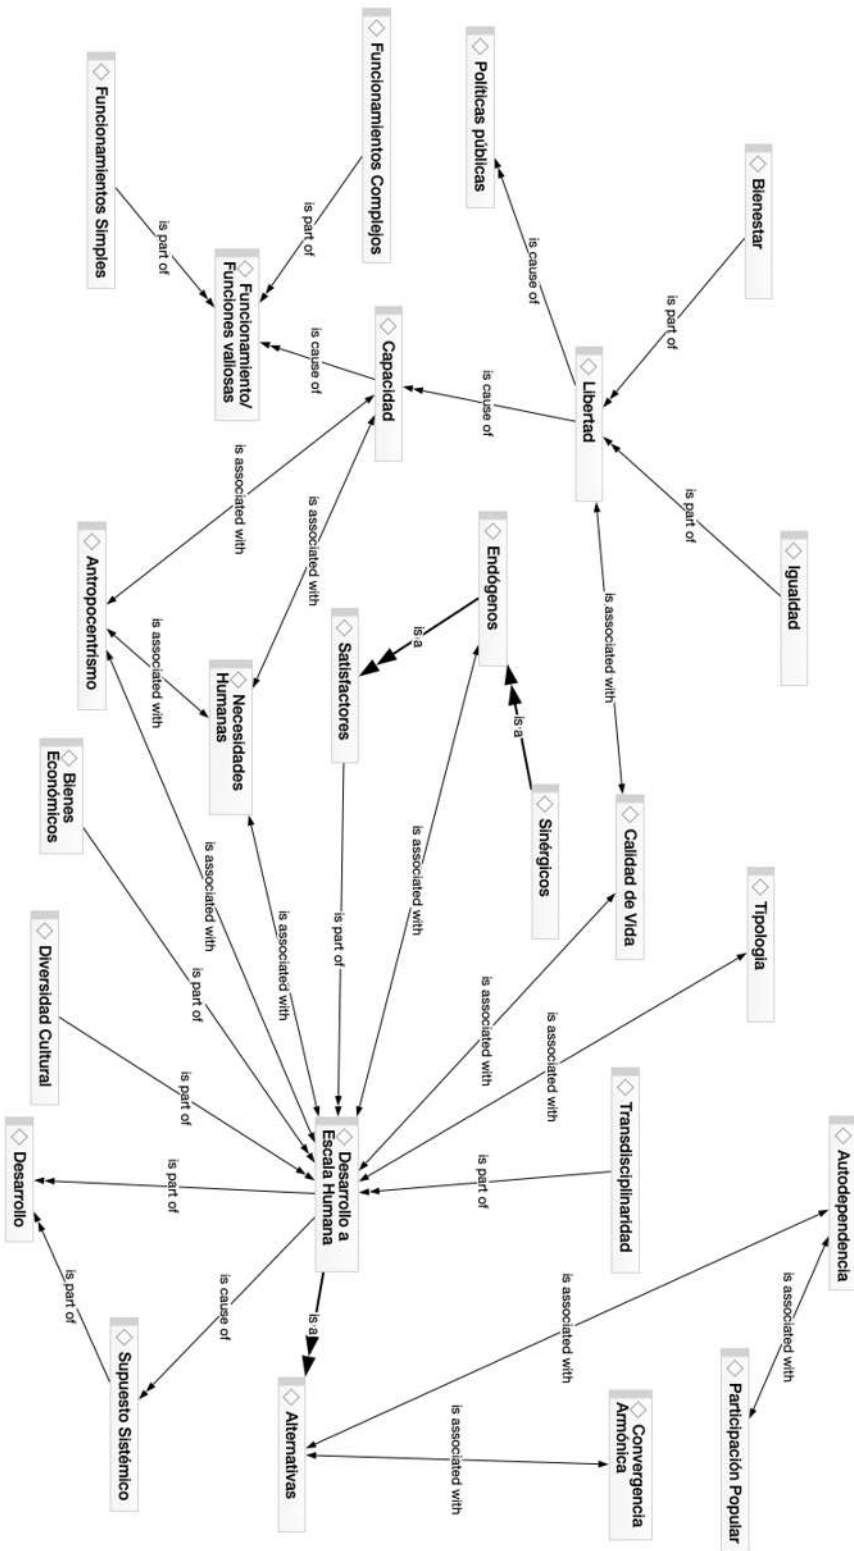 Autodependencia
Igualdad
is associated with
Bienestar
Tipologia
Participación Popular
is part of
is part of
Calidad de Vida
Transdisciplinaridad
Convergencia
Armónica
is associated with
Libertad
is associated with
is associated with
Sinérgicos
is cause of
is a
Endógenos
is cause of
is associated with
is part of
Políticas públicas
is associated with
is a
is associated with
Capacidad
Funcionamientos Complejos
Satisfactores
is part of
Desarrollo a
Escala Humana
is part of
is cause of
is associated with
is a
Alternativas
is associated with
Funcionamiento/
Funciones valiosas
is associated with
Necesidades
Humanas
is cause of
is associated with
is part of
is part of
is part of
is part of
is associated with
Supuesto Sistémico
Funcionamientos Simples
Antropocentrismo
is part of
Bienes
Económicos
Diversidad Cultural
Desarrollo